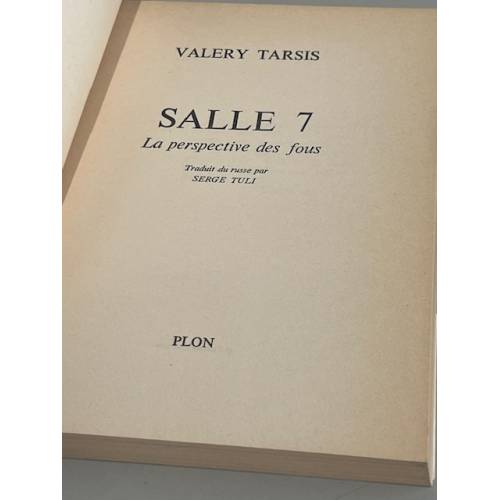 VALERY TARSIS
SALLE 7
La perspective des fous
Traduit du russe par
SERGE TULI
PLON